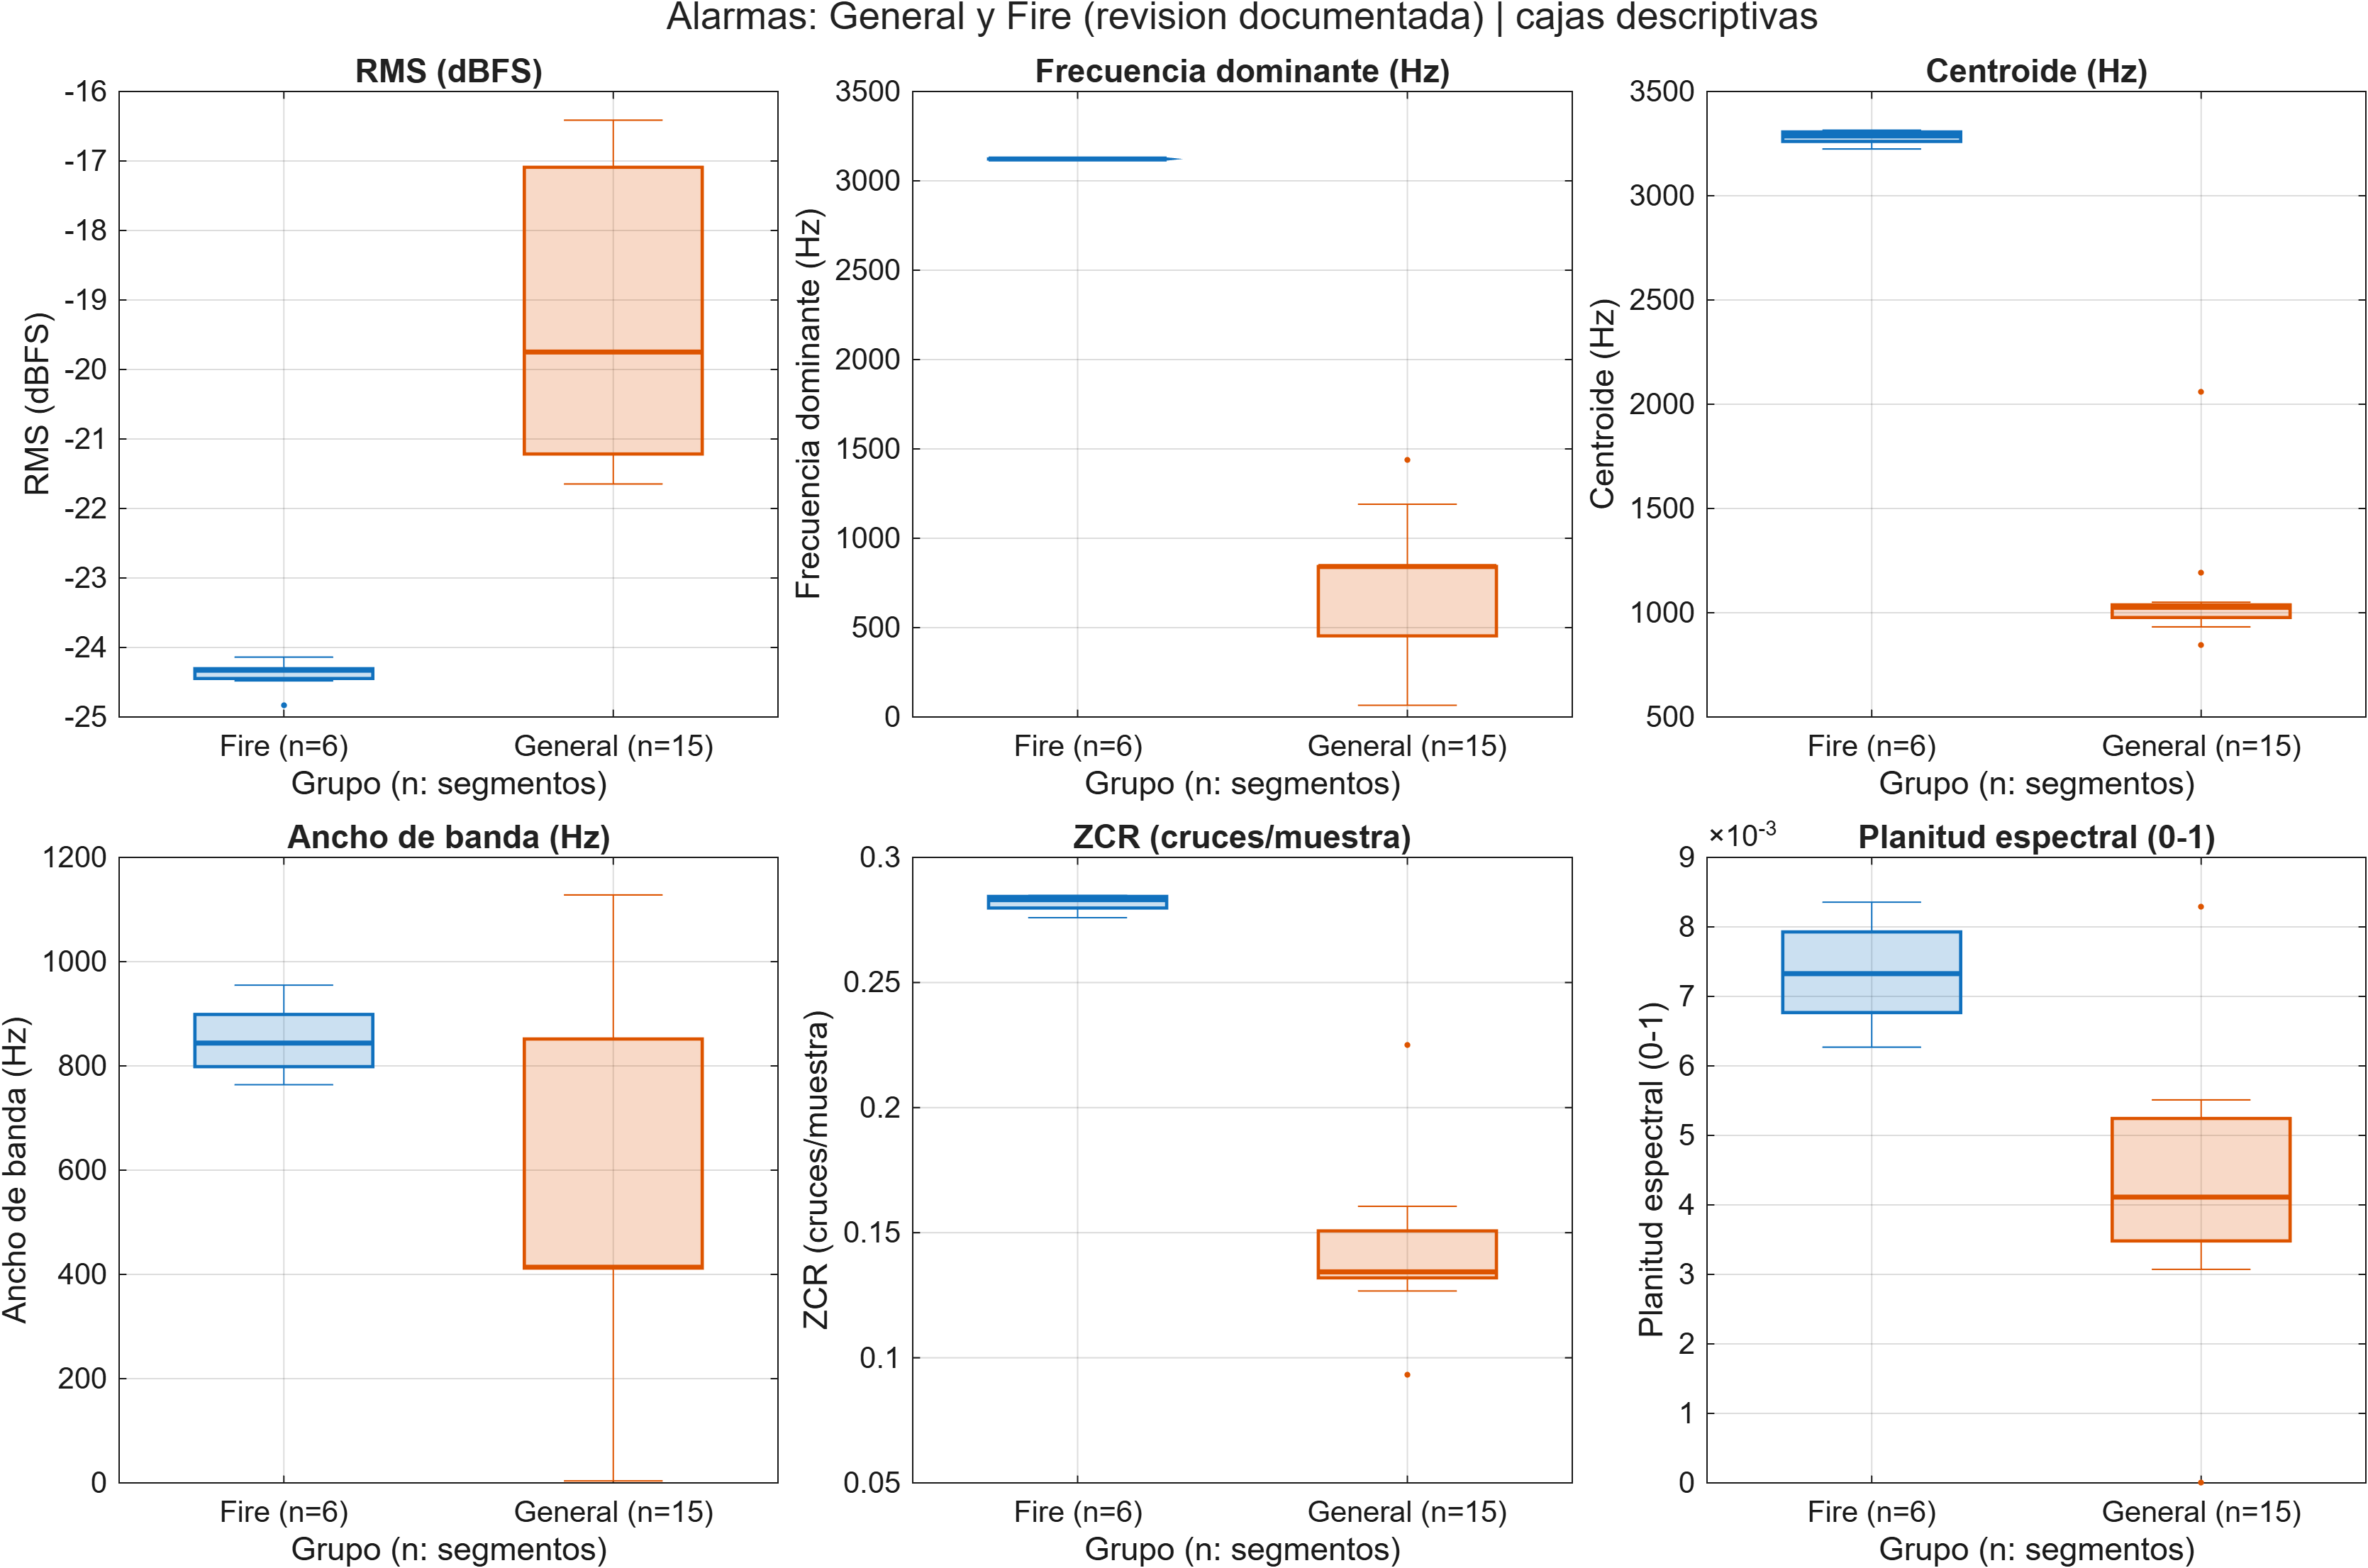 Alarmas: General y Fire (revision documentada) | cajas descriptivas
RMS (dBFS)
-16
-17
-18
-19
-20
-21
-22
-23
-24
-25
RMS (dBFS)
Fire (n=6)
General (n=15)
Grupo (n: segmentos)
Frecuencia dominante (Hz)
3500
3000
2500
2000
1500
1000
500
0
Frecuencia dominante (Hz)
Fire (n=6)
General (n=15)
Grupo (n: segmentos)
Centroide (Hz)
3500
3000
2500
2000
1500
1000
500
Centroide (Hz)
Fire (n=6)
General (n=15)
Grupo (n: segmentos)
Ancho de banda (Hz)
1200
1000
800
600
400
200
0
Ancho de banda (Hz)
Fire (n=6)
General (n=15)
Grupo (n: segmentos)
ZCR (cruces/muestra)
0.3
0.25
0.2
0.15
0.1
0.05
ZCR (cruces/muestra)
Fire (n=6)
General (n=15)
Grupo (n: segmentos)
×10⁻³
Planitud espectral (0-1)
9
8
7
6
5
4
3
2
1
0
Planitud espectral (0-1)
Fire (n=6)
General (n=15)
Grupo (n: segmentos)